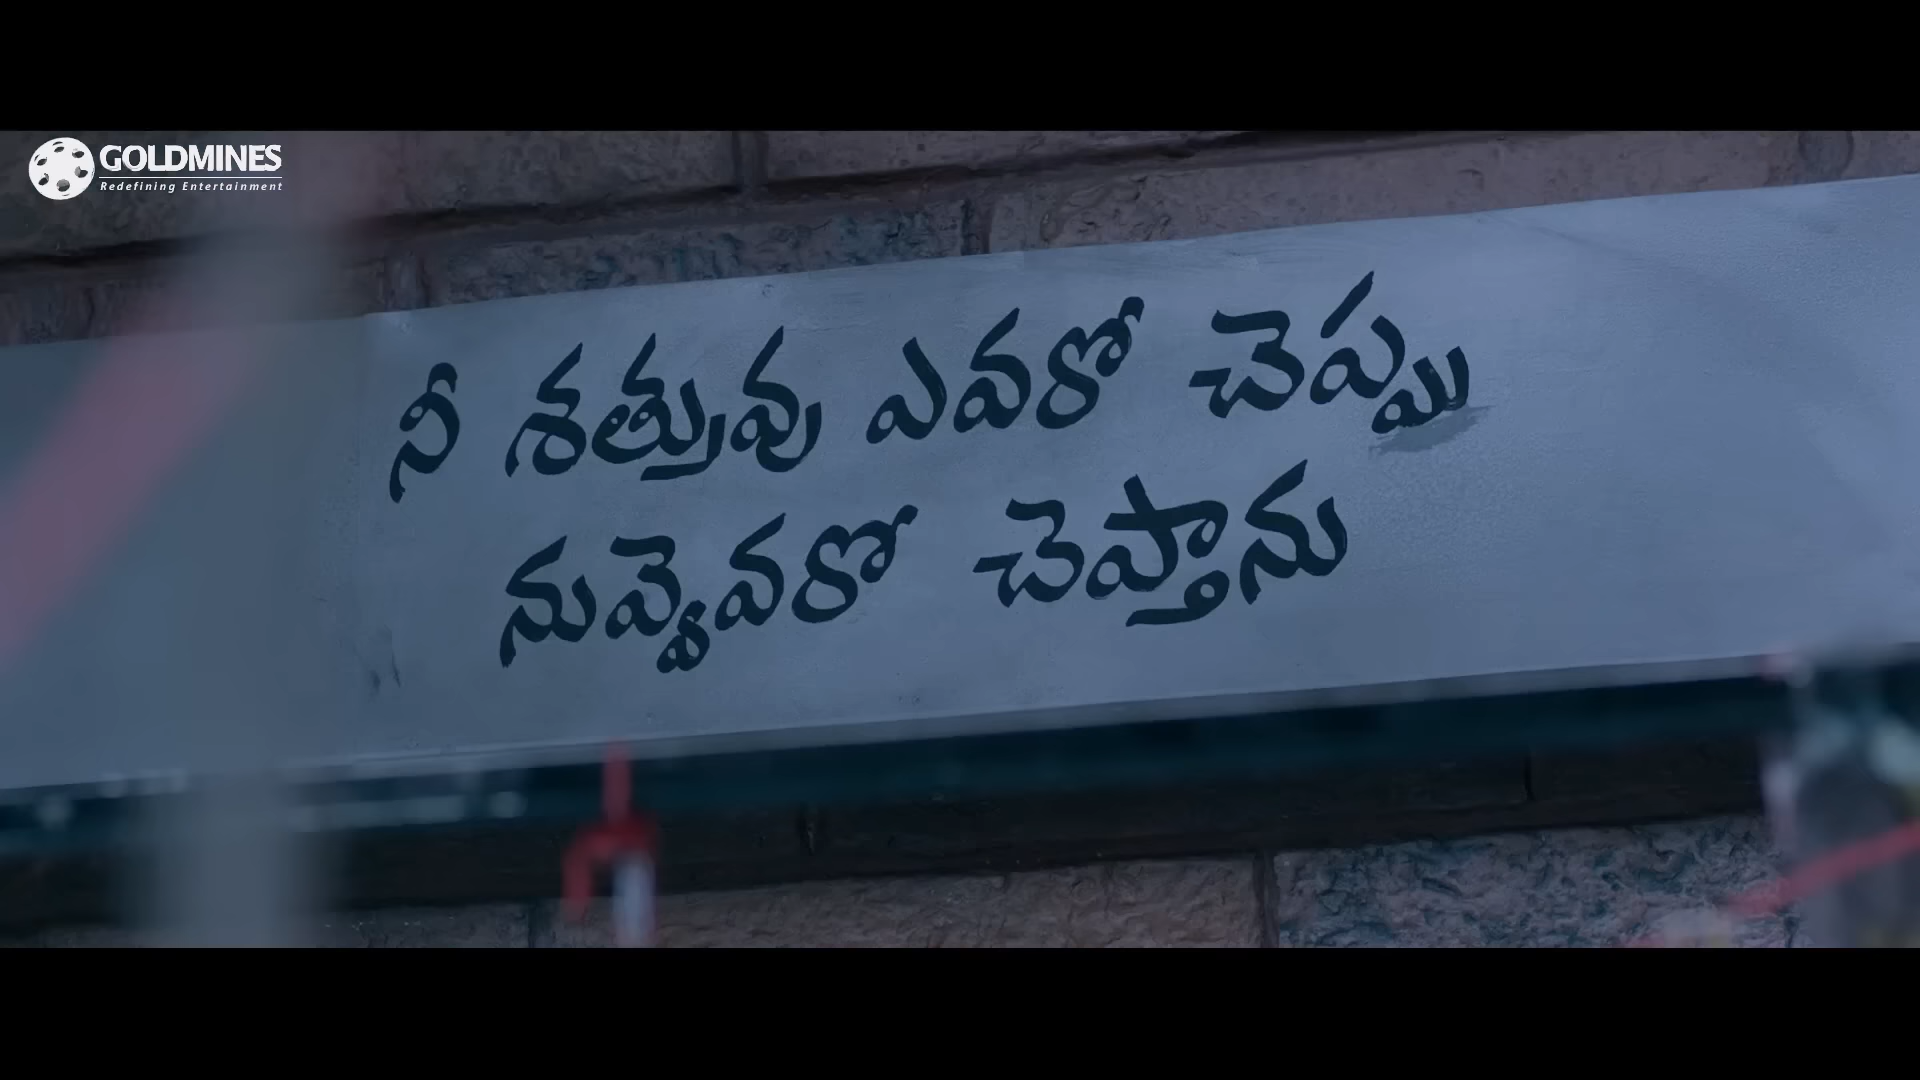 GOLDMINES
Redefining Entertainment
నీ శత్రువు ఎవరో చెప్పు
నువ్వెవరో చెప్తాను